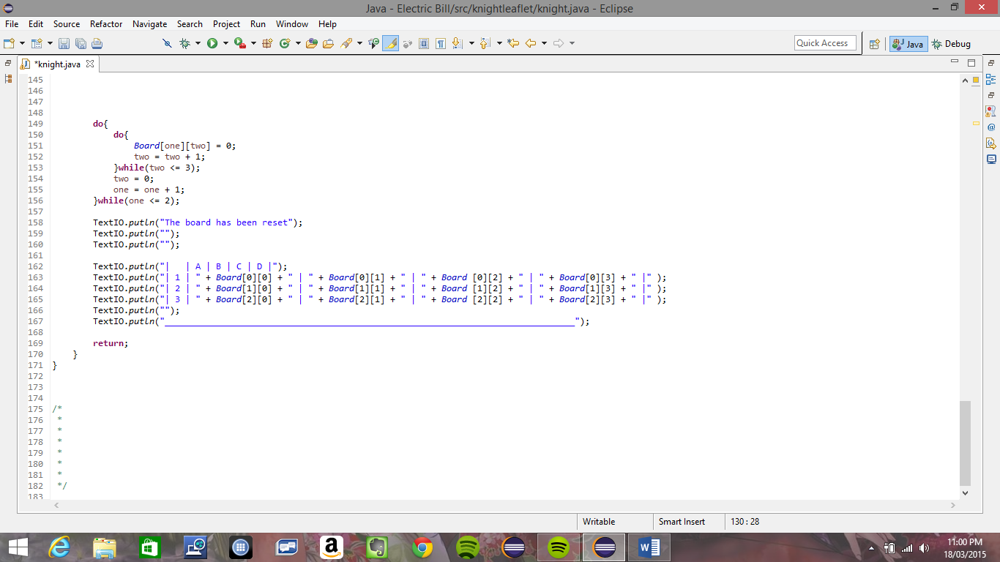 Java - Electric Bill/src/knightleaflet/knight.java - Eclipse
File Edit Source Refactor Navigate Search Project Run Window Help
Quick Access Java Debug
*knight.java
145
146
147
148
149 do{
150 do{
151 Board[one][two] = 0;
152 two = two + 1;
153 }while(two <= 3);
154 two = 0;
155 one = one + 1;
156 }while(one <= 2);
157
158 TextIO.putln("The board has been reset");
159 TextIO.putln("");
160 TextIO.putln("");
161
162 TextIO.putln("|   | A | B | C | D |");
163 TextIO.putln("| 1 | " + Board[0][0] + " | " + Board[0][1] + " | " + Board [0][2] + " | " + Board[0][3] + " |" );
164 TextIO.putln("| 2 | " + Board[1][0] + " | " + Board[1][1] + " | " + Board [1][2] + " | " + Board[1][3] + " |" );
165 TextIO.putln("| 3 | " + Board[2][0] + " | " + Board[2][1] + " | " + Board [2][2] + " | " + Board[2][3] + " |" );
166 TextIO.putln("");
167 TextIO.putln("________________________________________________________________________________");
168
169 return;
170 }
171 }
172
173
174
175 /*
176 *
177 *
178 *
179 *
180 *
181 *
182 */
183
Writable Smart Insert 130 : 28
11:00 PM
18/03/2015